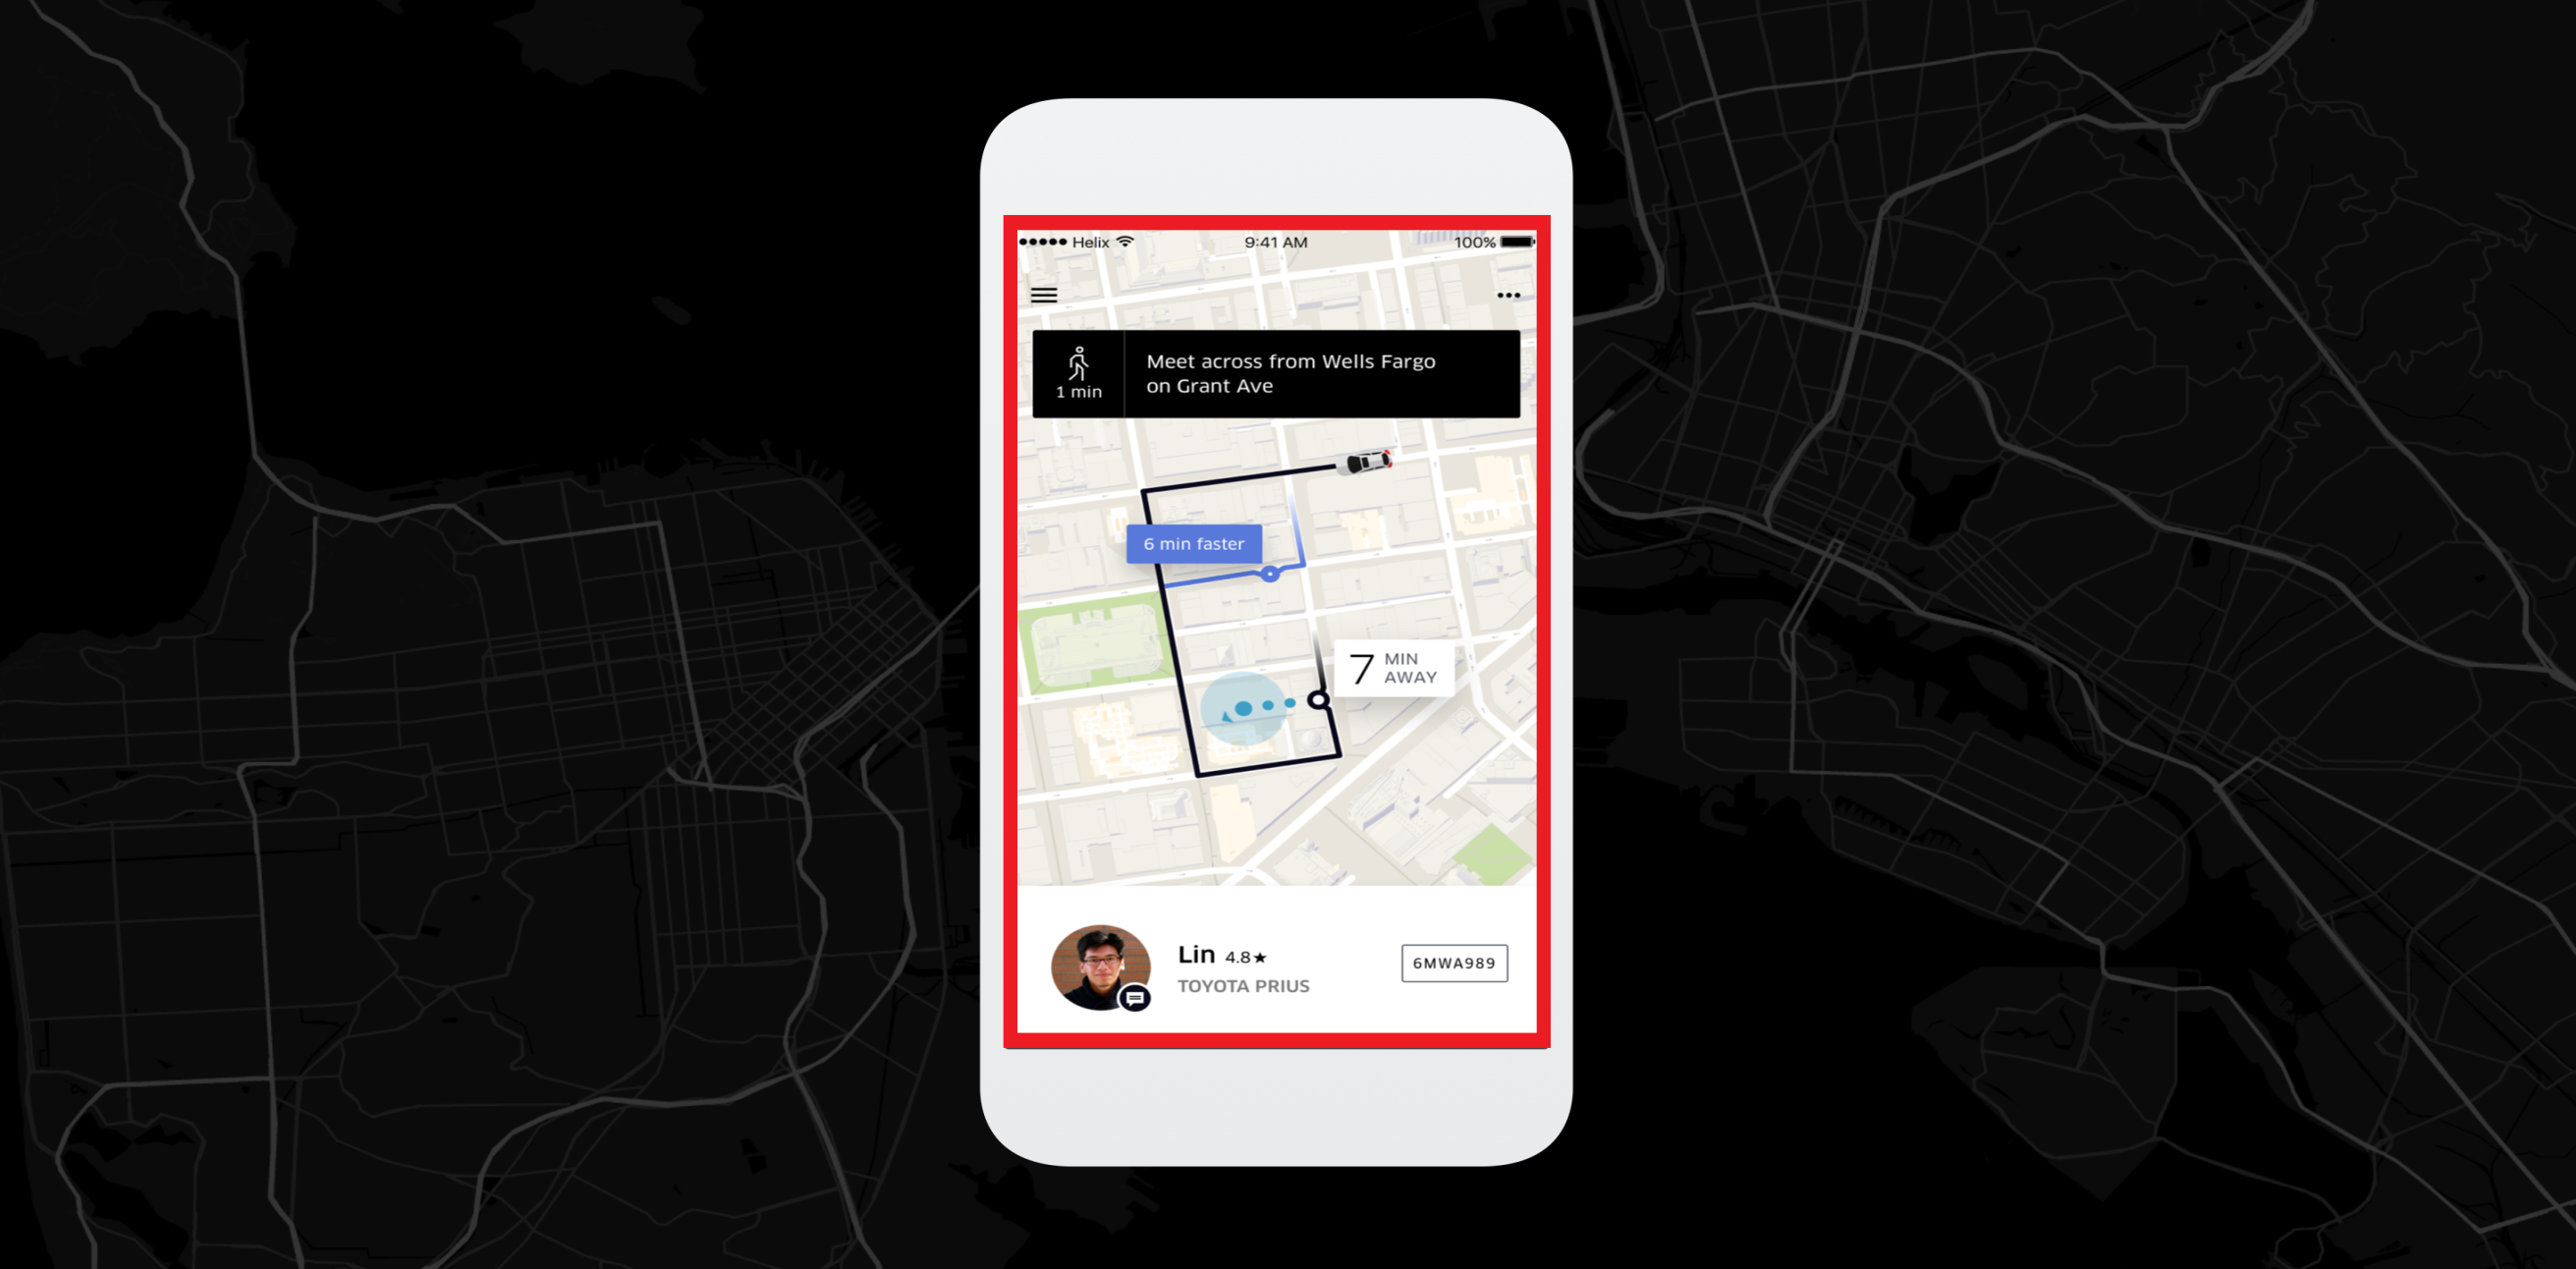 Helix
9:41 AM
100%
1 min
Meet across from Wells Fargo
on Grant Ave
6 min faster
7 MIN
AWAY
Lin 4.8★
TOYOTA PRIUS
6MWA989